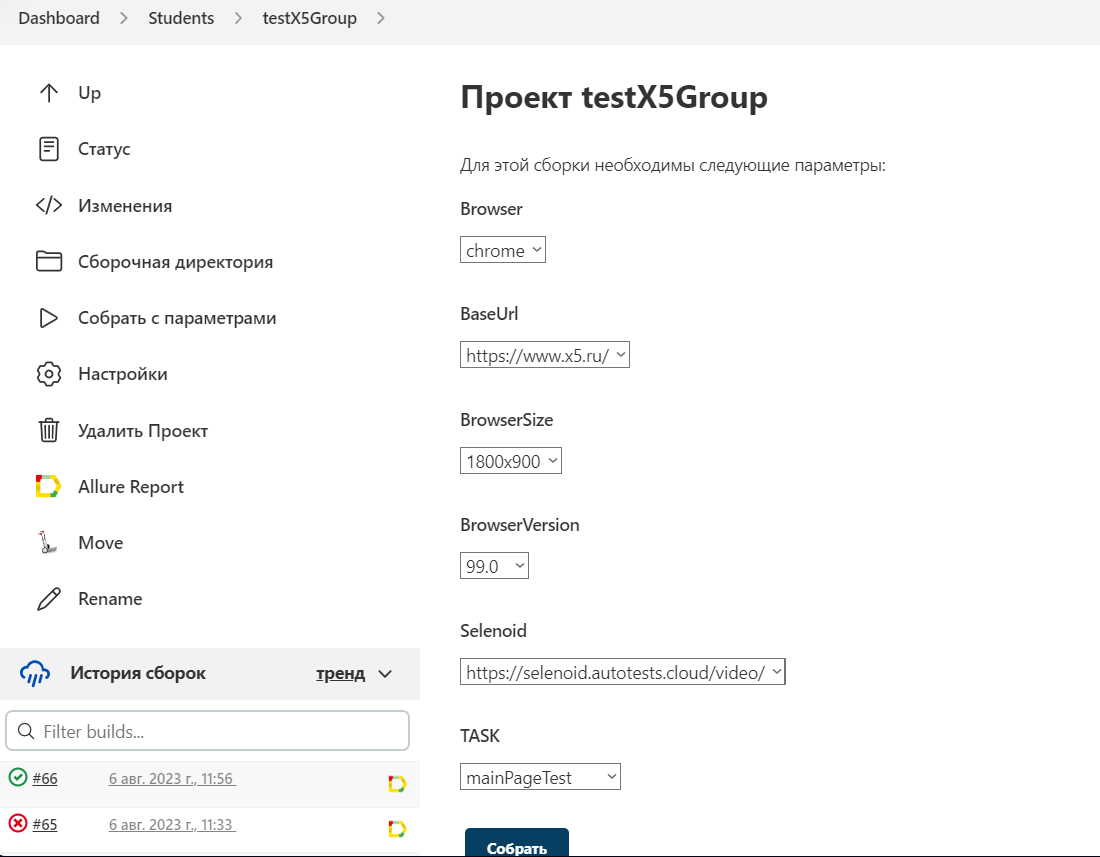 Dashboard > Students > testX5Group >
Up
Статус
Изменения
Сборочная директория
Собрать с параметрами
Настройки
Удалить Проект
Allure Report
Move
Rename
История сборок тренд
Filter builds...
#66 6 авг. 2023 г., 11:56
#65 6 авг. 2023 г., 11:33
Проект testX5Group
Для этой сборки необходимы следующие параметры:
Browser
chrome
BaseUrl
https://www.x5.ru/
BrowserSize
1800x900
BrowserVersion
99.0
Selenoid
https://selenoid.autotests.cloud/video/
TASK
mainPageTest
Собрать